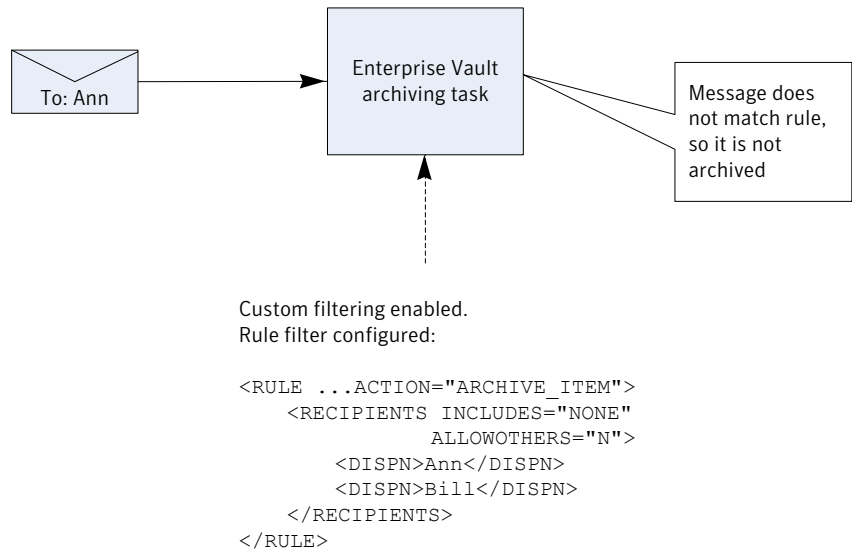 To: Ann
Enterprise Vault
archiving task
Message does
not match rule,
so it is not
archived
Custom filtering enabled.
Rule filter configured:
<RULE ...ACTION="ARCHIVE_ITEM">
    <RECIPIENTS INCLUDES="NONE"
                ALLOWOTHERS="N">
        <DISPN>Ann</DISPN>
        <DISPN>Bill</DISPN>
    </RECIPIENTS>
</RULE>